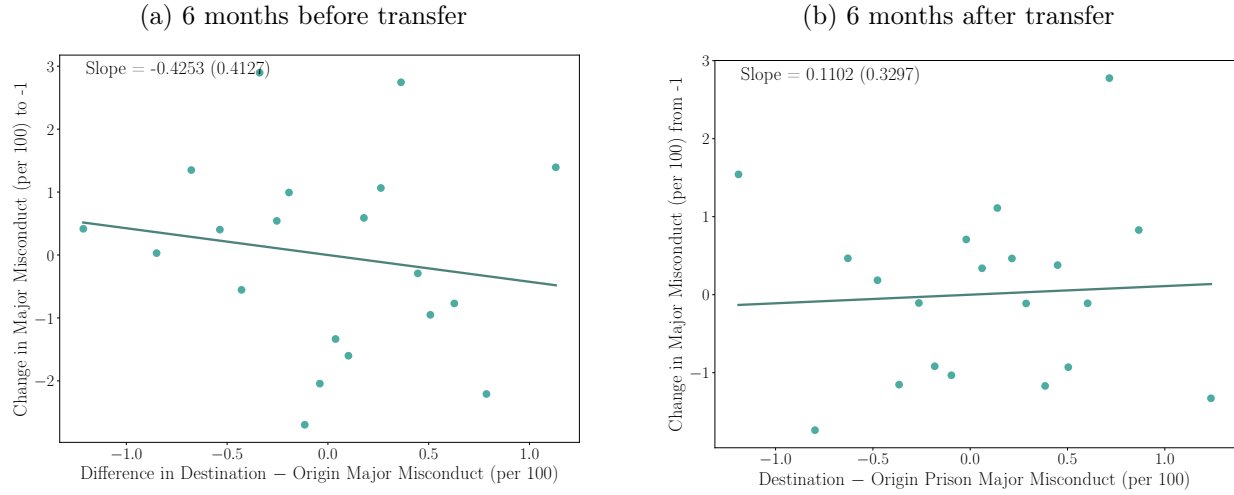 (a) 6 months before transfer
Slope = -0.4253 (0.4127)
Change in Major Misconduct (per 100) to -1
3
2
1
0
−1
−2
−1.0
−0.5
0.0
0.5
1.0
Difference in Destination − Origin Major Misconduct (per 100)
(b) 6 months after transfer
Slope = 0.1102 (0.3297)
Change in Major Misconduct (per 100) from -1
3
2
1
0
−1
−1.0
−0.5
0.0
0.5
1.0
Destination − Origin Prison Major Misconduct (per 100)